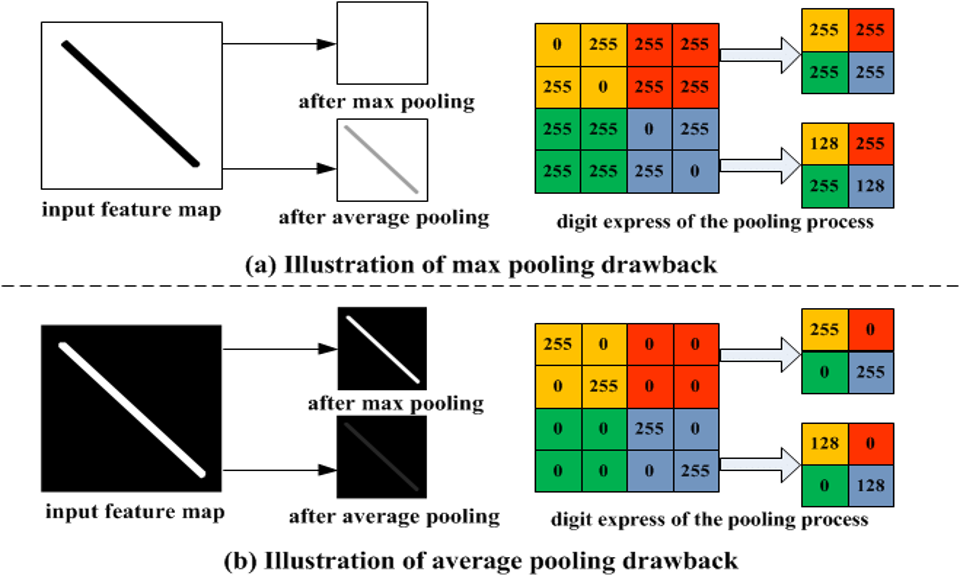 after max pooling
after average pooling
input feature map
0 255 255 255
255 0 255 255
255 255 0 255
255 255 255 0
255 255
255 255
128 255
255 128
digit express of the pooling process
(a) Illustration of max pooling drawback
after max pooling
after average pooling
input feature map
255 0 0 0
0 255 0 0
0 0 255 0
0 0 0 255
255 0
0 255
128 0
0 128
digit express of the pooling process
(b) Illustration of average pooling drawback